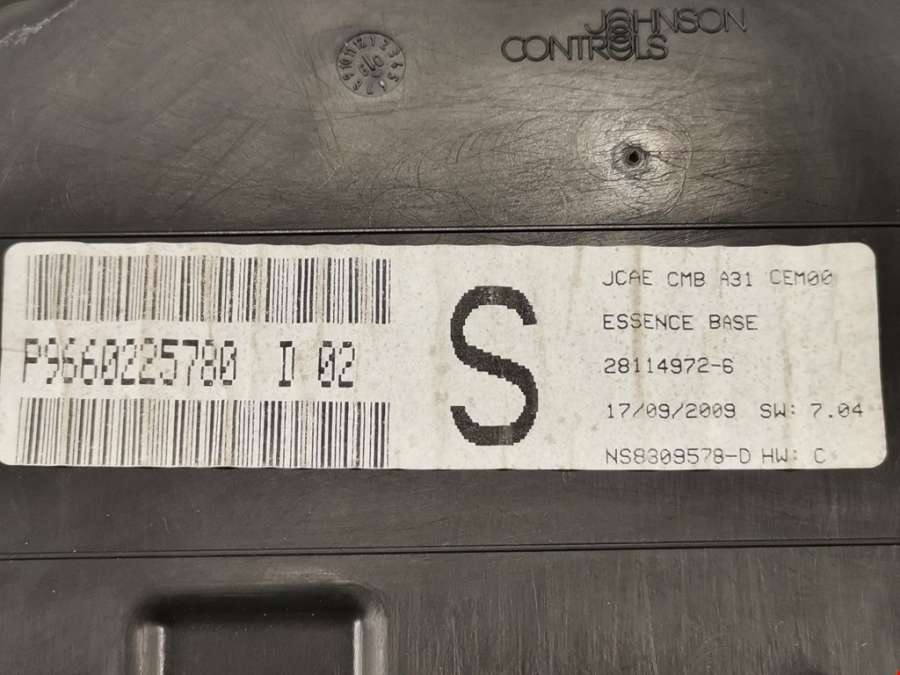 JOHNSON
CONTROLS
P9660225780 D 02
S
JCAE CMB A31 CEM00
ESSENCE BASE
28114972-6
17/09/2009 SW: 7.04
NS8309578-D HW: C